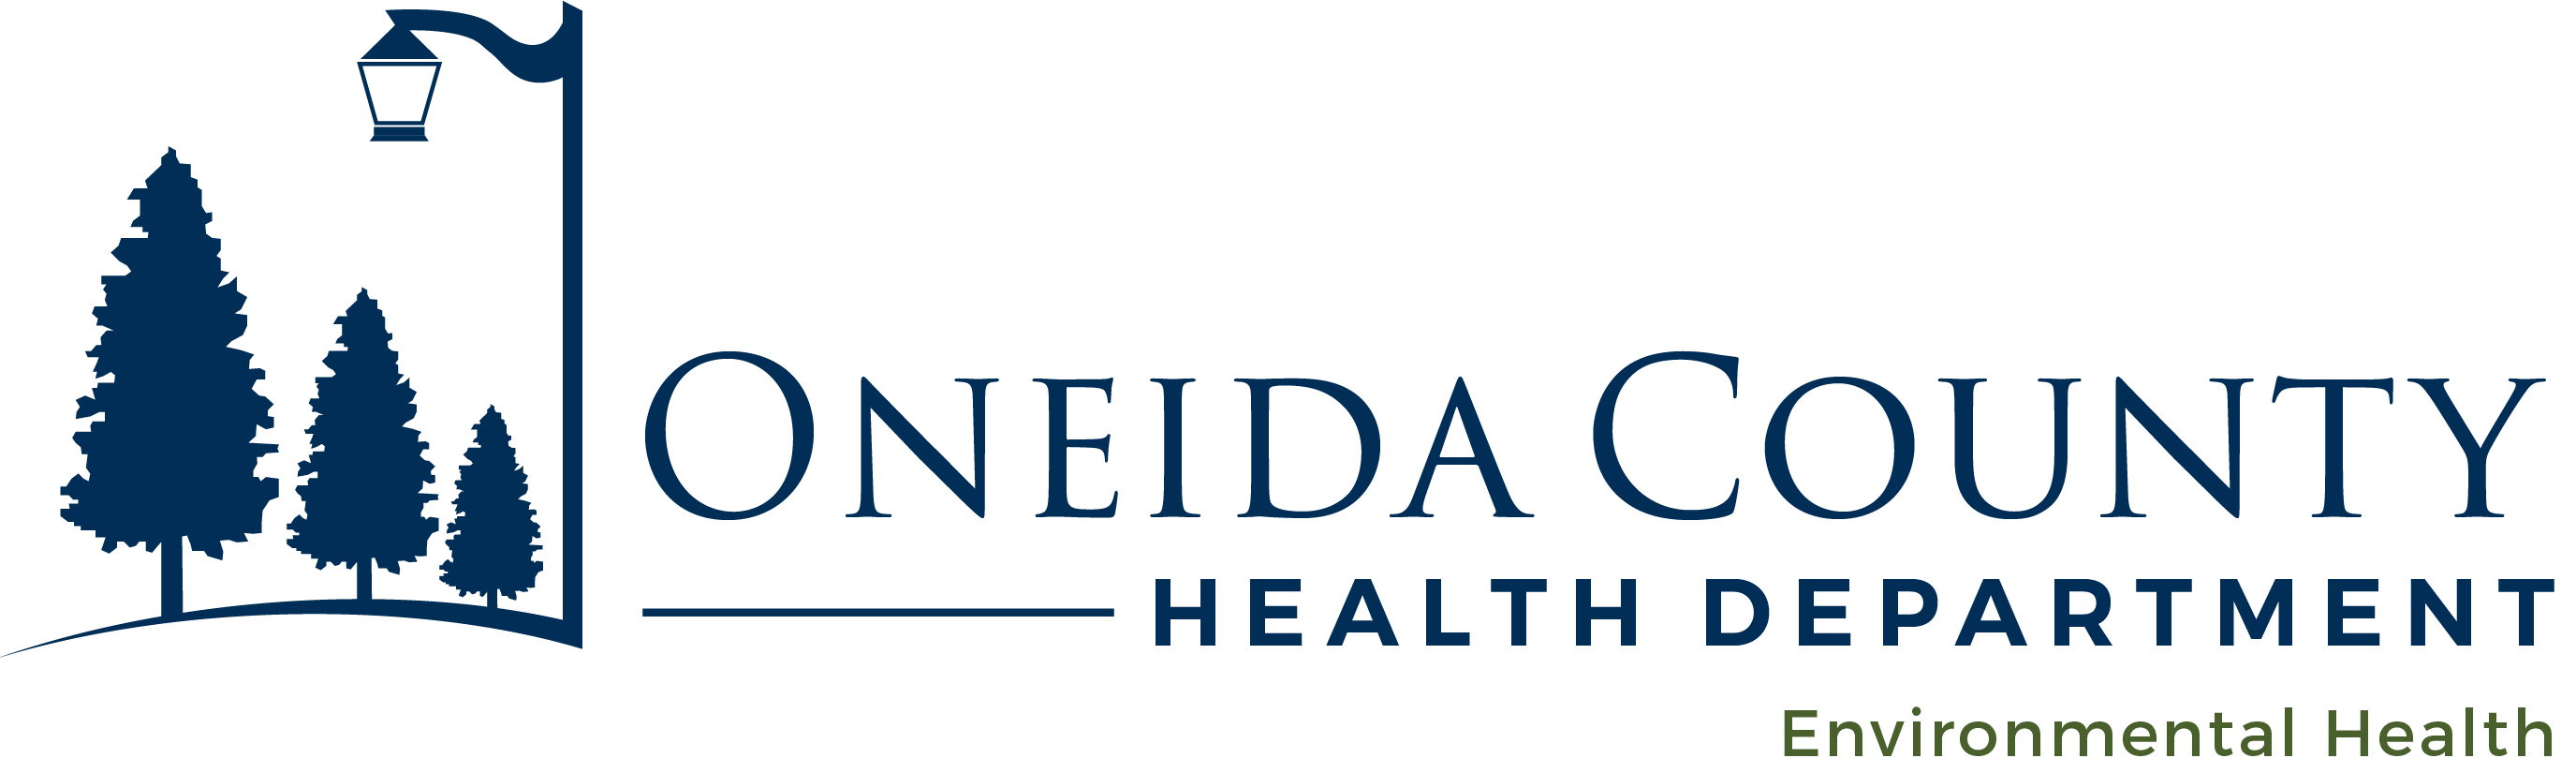 ONEIDA COUNTY
HEALTH DEPARTMENT
Environmental Health